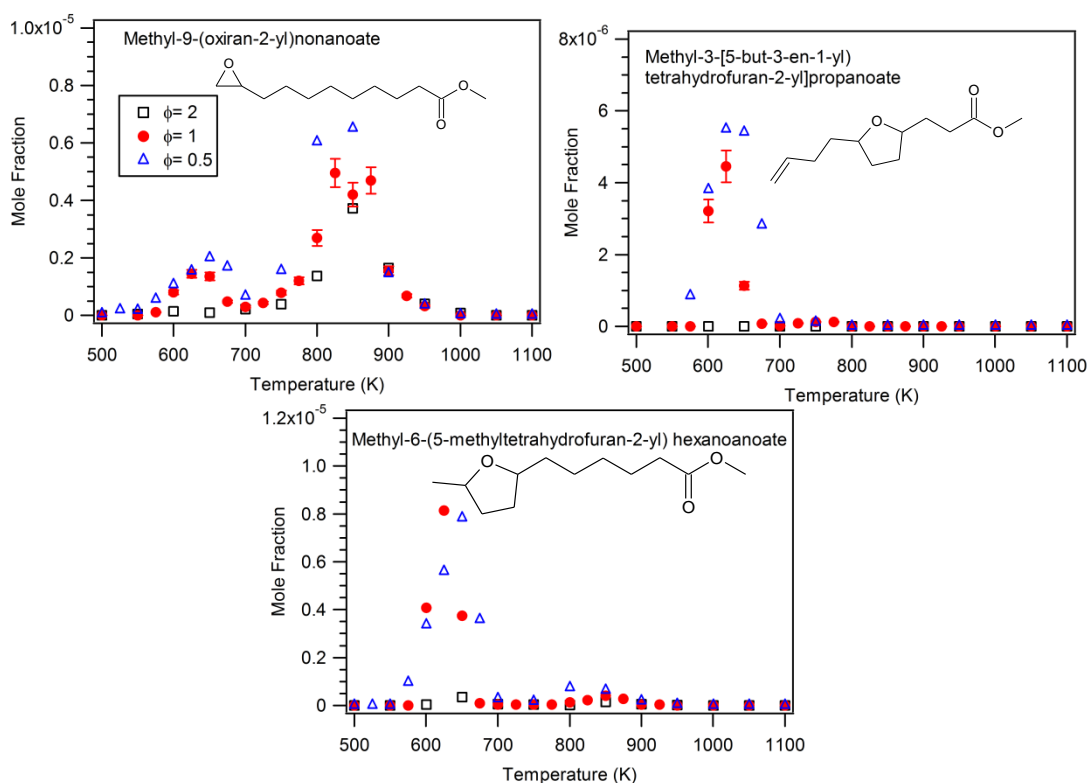 1.0x10-5
Methyl-9-(oxiran-2-yl)nonanoate
O
O
O
ϕ= 2
ϕ= 1
ϕ= 0.5
0.8
0.6
0.4
0.2
0
Mole Fraction
500 600 700 800 900 1000 1100
Temperature (K)
8x10-6
Methyl-3-[5-but-3-en-1-yl)
tetrahydrofuran-2-yl]propanoate
O
O
O
6
4
2
0
Mole Fraction
500 600 700 800 900 1000 1100
Temperature (K)
1.2x10-5
Methyl-6-(5-methyltetrahydrofuran-2-yl) hexanoanoate
O
O
O
1.0
0.8
0.6
0.4
0.2
0
Mole Fraction
500 600 700 800 900 1000 1100
Temperature (K)